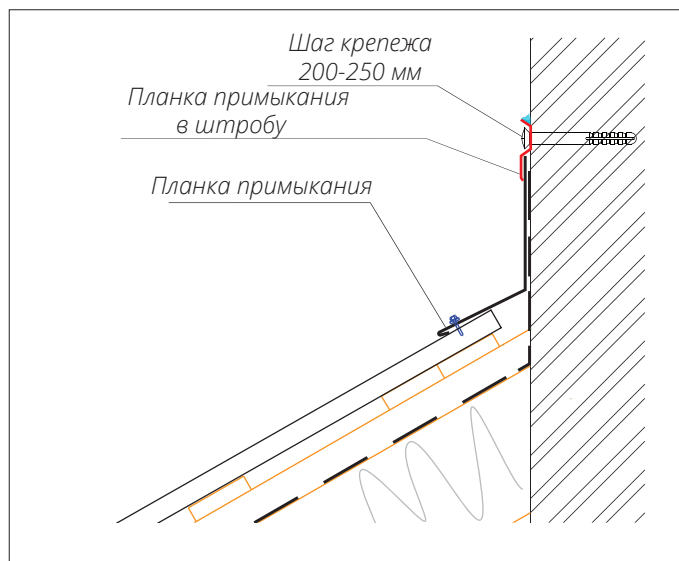 Шаг крепежа
200-250 мм
Планка примыкания
в штробу
Планка примыкания